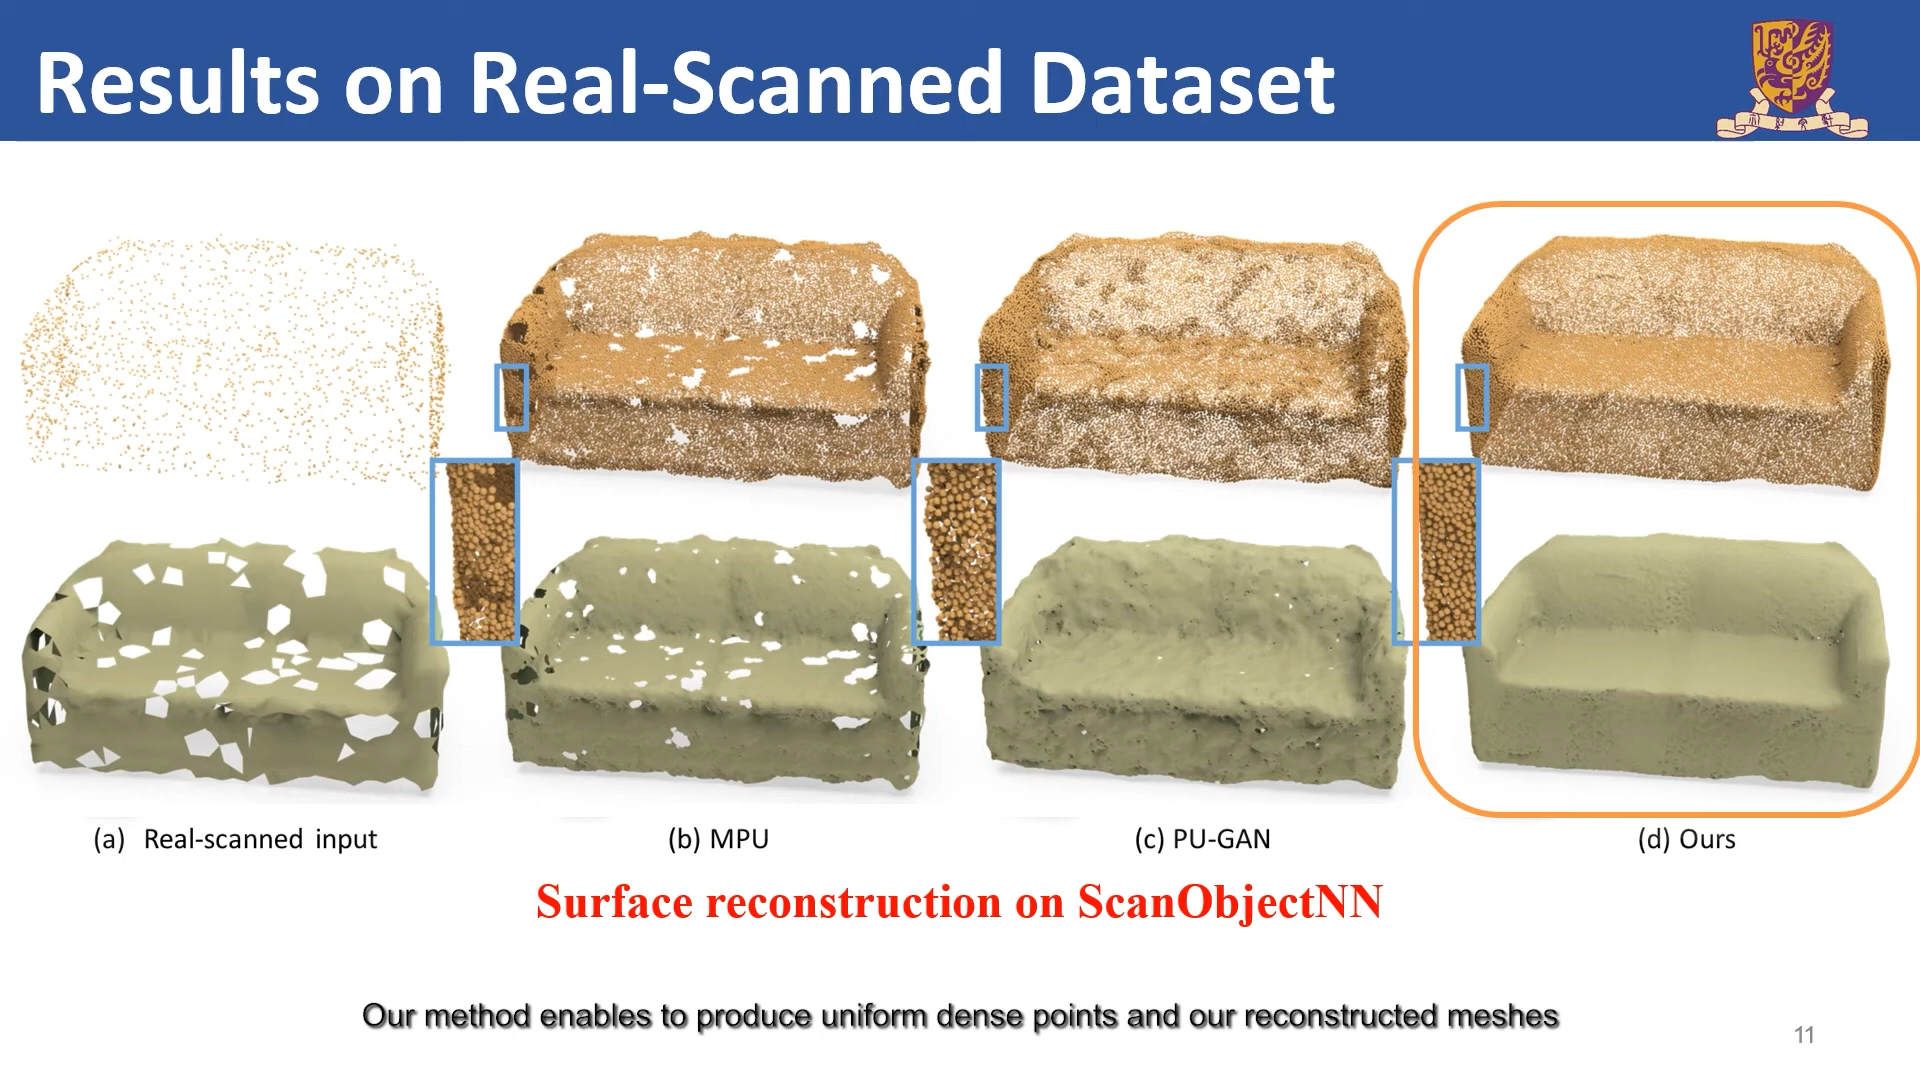 Results on Real-Scanned Dataset
(a) Real-scanned input
(b) MPU
(c) PU-GAN
(d) Ours
Surface reconstruction on ScanObjectNN
Our method enables to produce uniform dense points and our reconstructed meshes
11